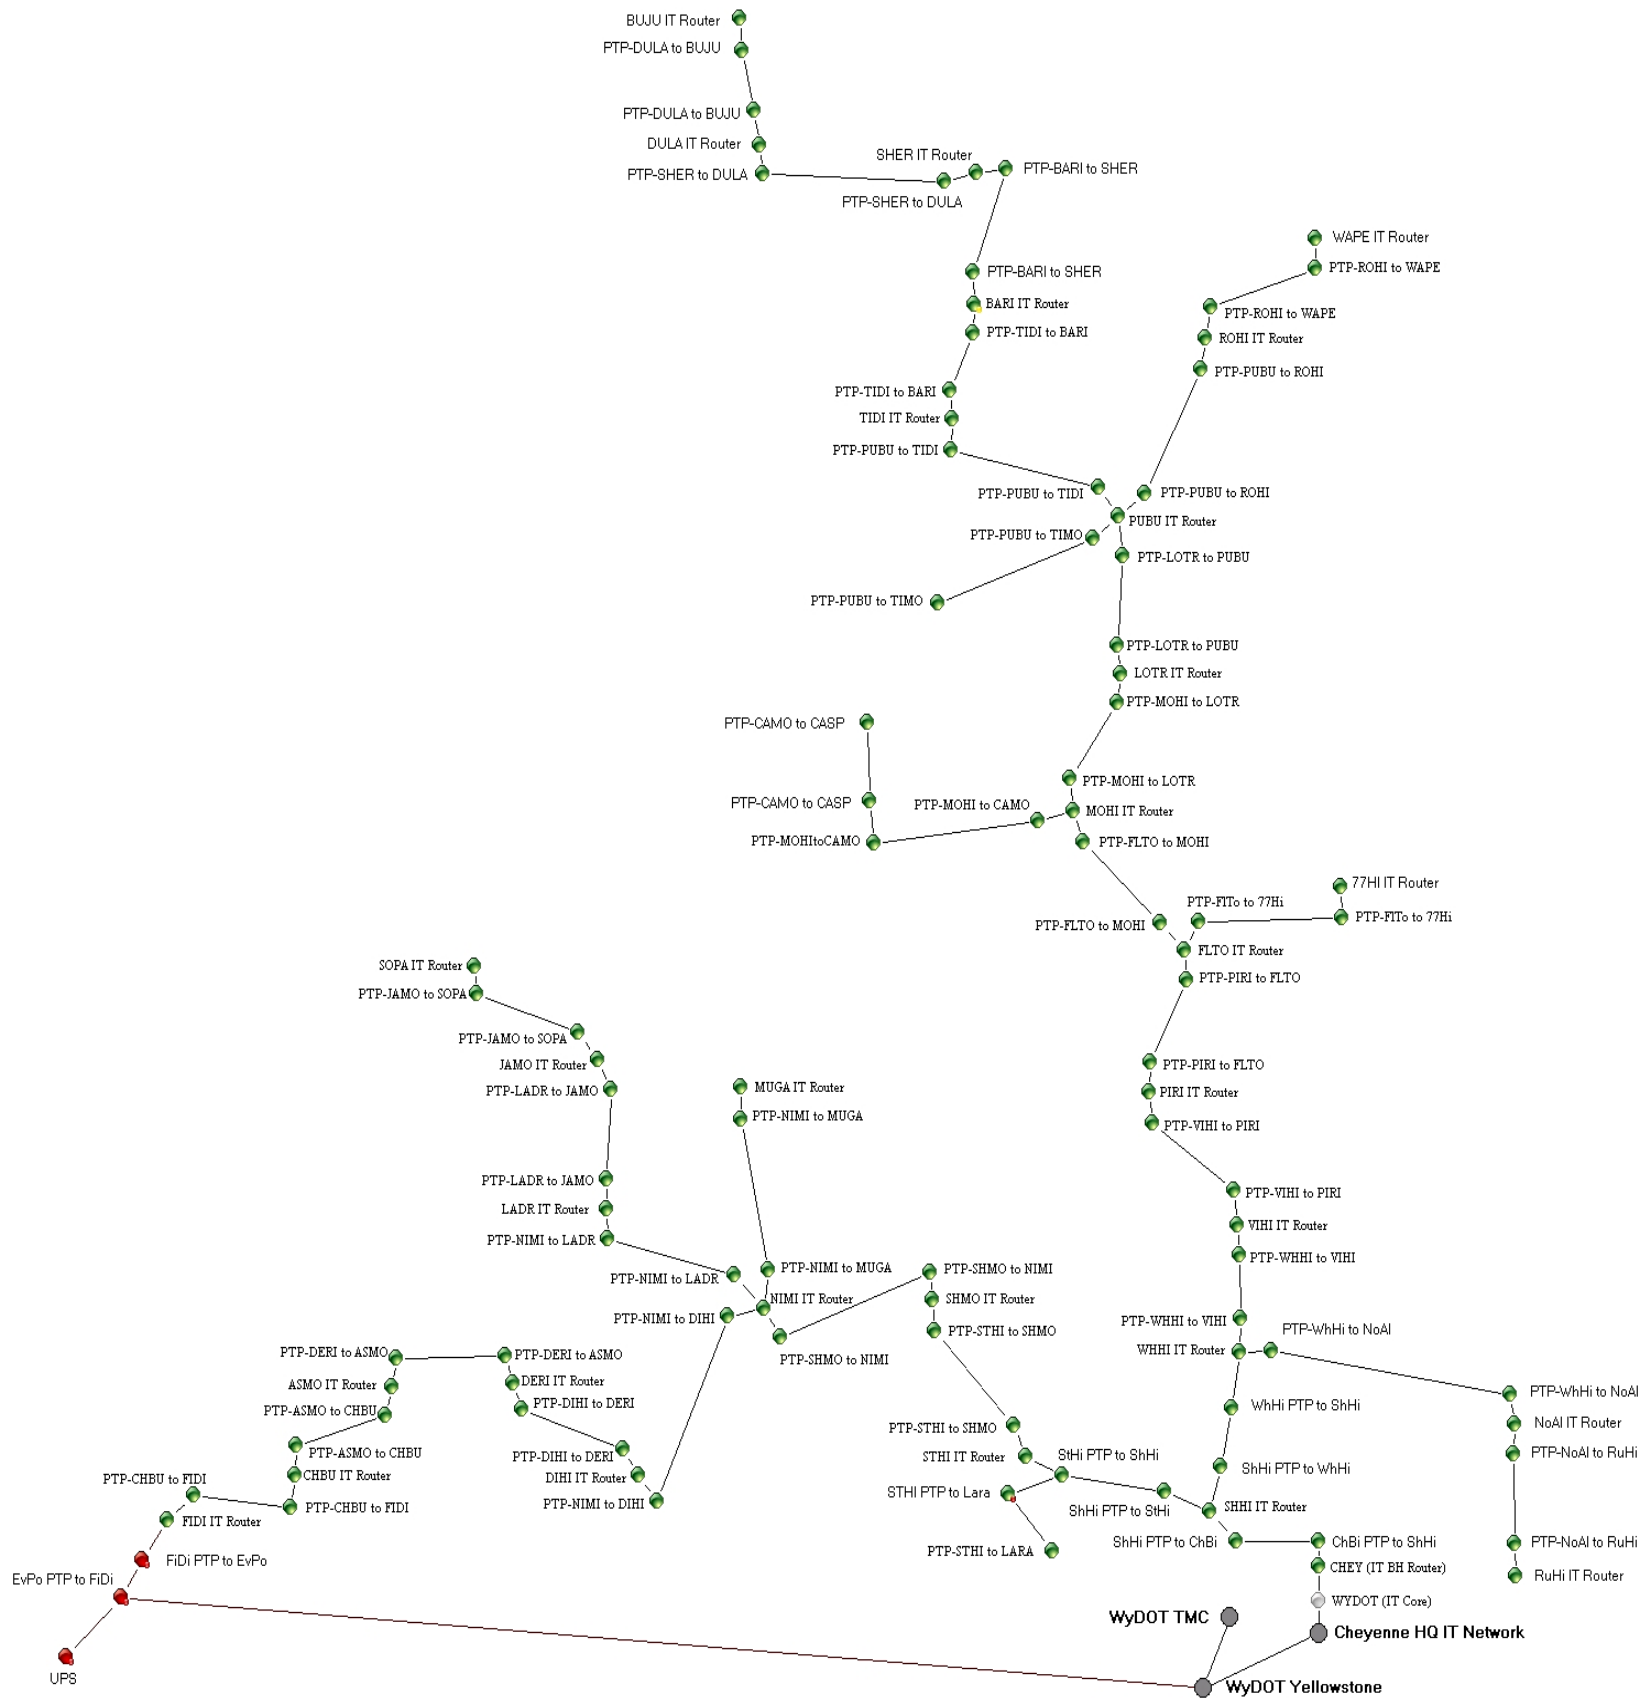 BUJU IT Router
PTP-DULA to BUJU
PTP-DULA to BUJU
DULA IT Router
SHER IT Router
PTP-SHER to DULA
PTP-BARI to SHER
PTP-SHER to DULA
WAPE IT Router
PTP-BARI to SHER
PTP-ROHI to WAPE
BARI IT Router
PTP-ROHI to WAPE
PTP-TIDI to BARI
ROHI IT Router
PTP-PUBU to ROHI
PTP-TIDI to BARI
TIDI IT Router
PTP-PUBU to TIDI
PTP-PUBU to TIDI
PTP-PUBU to ROHI
PUBU IT Router
PTP-PUBU to TIMO
PTP-LOTR to PUBU
PTP-PUBU to TIMO
PTP-LOTR to PUBU
LOTR IT Router
PTP-MOHI to LOTR
PTP-CAMO to CASP
PTP-MOHI to LOTR
PTP-CAMO to CASP
PTP-MOHI to CAMO
MOHI IT Router
PTP-MOHItoCAMO
PTP-FLTO to MOHI
77HI IT Router
PTP-FlTo to 77Hi
PTP-FlTo to 77Hi
PTP-FLTO to MOHI
FLTO IT Router
SOPA IT Router
PTP-PIRI to FLTO
PTP-JAMO to SOPA
PTP-JAMO to SOPA
JAMO IT Router
PTP-PIRI to FLTO
PTP-LADR to JAMO
MUGA IT Router
PIRI IT Router
PTP-NIMI to MUGA
PTP-VIHI to PIRI
PTP-LADR to JAMO
PTP-VIHI to PIRI
LADR IT Router
VIHI IT Router
PTP-NIMI to LADR
PTP-WHHI to VIHI
PTP-NIMI to LADR
PTP-NIMI to MUGA
PTP-SHMO to NIMI
NIMI IT Router
SHMO IT Router
PTP-NIMI to DIHI
PTP-WHHI to VIHI
PTP-STHI to SHMO
PTP-WhHi to NoAl
PTP-DERI to ASMO
PTP-DERI to ASMO
PTP-SHMO to NIMI
WHHI IT Router
ASMO IT Router
DERI IT Router
PTP-WhHi to NoAl
PTP-ASMO to CHBU
PTP-DIHI to DERI
WhHi PTP to ShHi
PTP-STHI to SHMO
NoAl IT Router
PTP-ASMO to CHBU
PTP-DIHI to DERI
STHI IT Router
StHi PTP to ShHi
PTP-NoAl to RuHi
PTP-CHBU to FIDI
CHBU IT Router
DIHI IT Router
ShHi PTP to WhHi
STHI PTP to Lara
PTP-CHBU to FIDI
PTP-NIMI to DIHI
ShHi PTP to StHi
SHHI IT Router
FIDI IT Router
ShHi PTP to ChBi
ChBi PTP to ShHi
PTP-NoAl to RuHi
PTP-STHI to LARA
FiDi PTP to EvPo
CHEY (IT BH Router)
EvPo PTP to FiDi
RuHi IT Router
WYDOT (IT Core)
WyDOT TMC
Cheyenne HQ IT Network
UPS
WyDOT Yellowstone